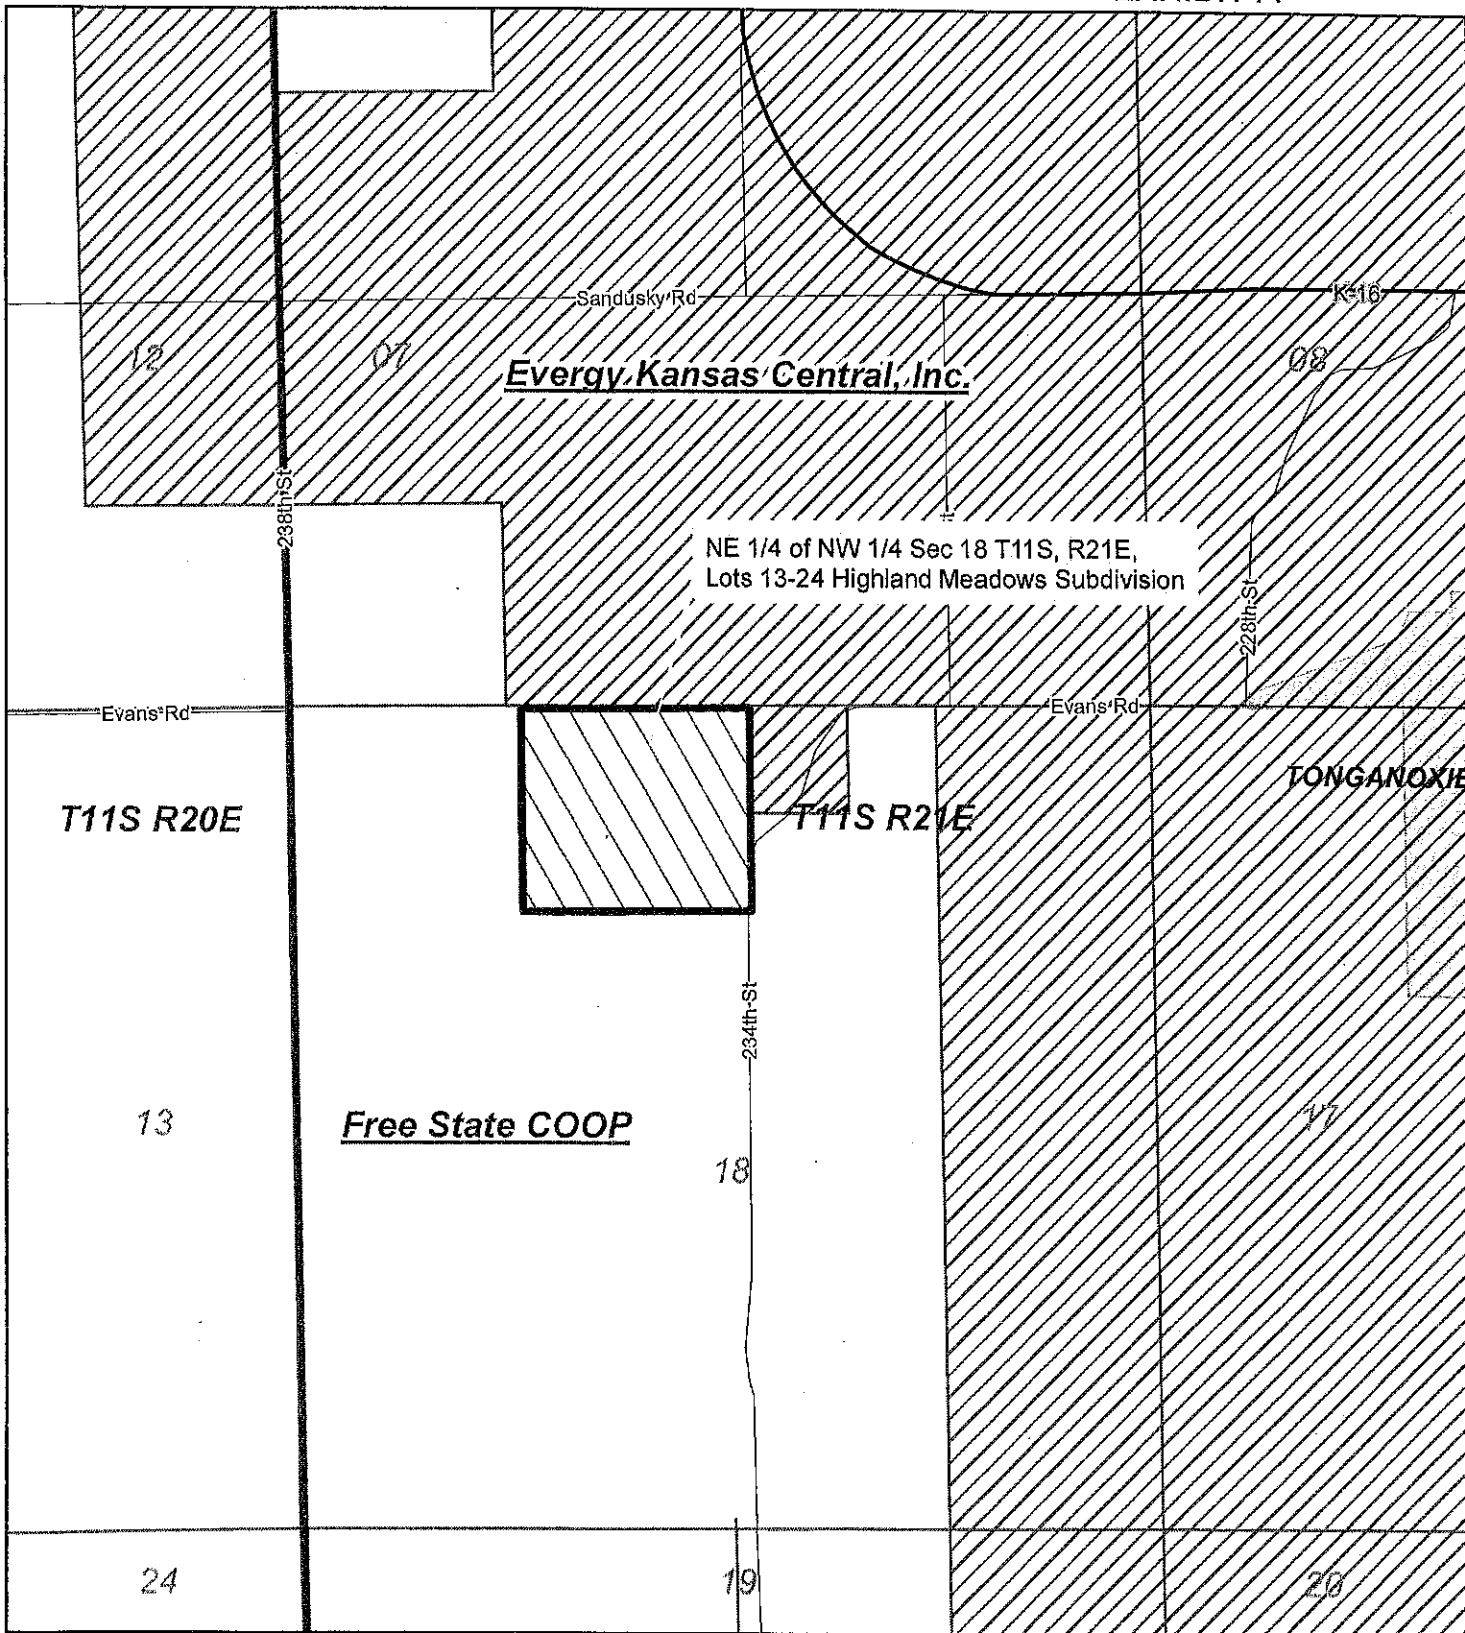 Sandusky Rd
K-16
12
07
08
Evergy Kansas Central, Inc.
238th St
NE 1/4 of NW 1/4 Sec 18 T11S, R21E,
Lots 13-24 Highland Meadows Subdivision
228th St
Evans Rd
Evans Rd
TONGANOXIE
T11S R20E
T11S R21E
234th St
13
Free State COOP
17
18
24
19
20